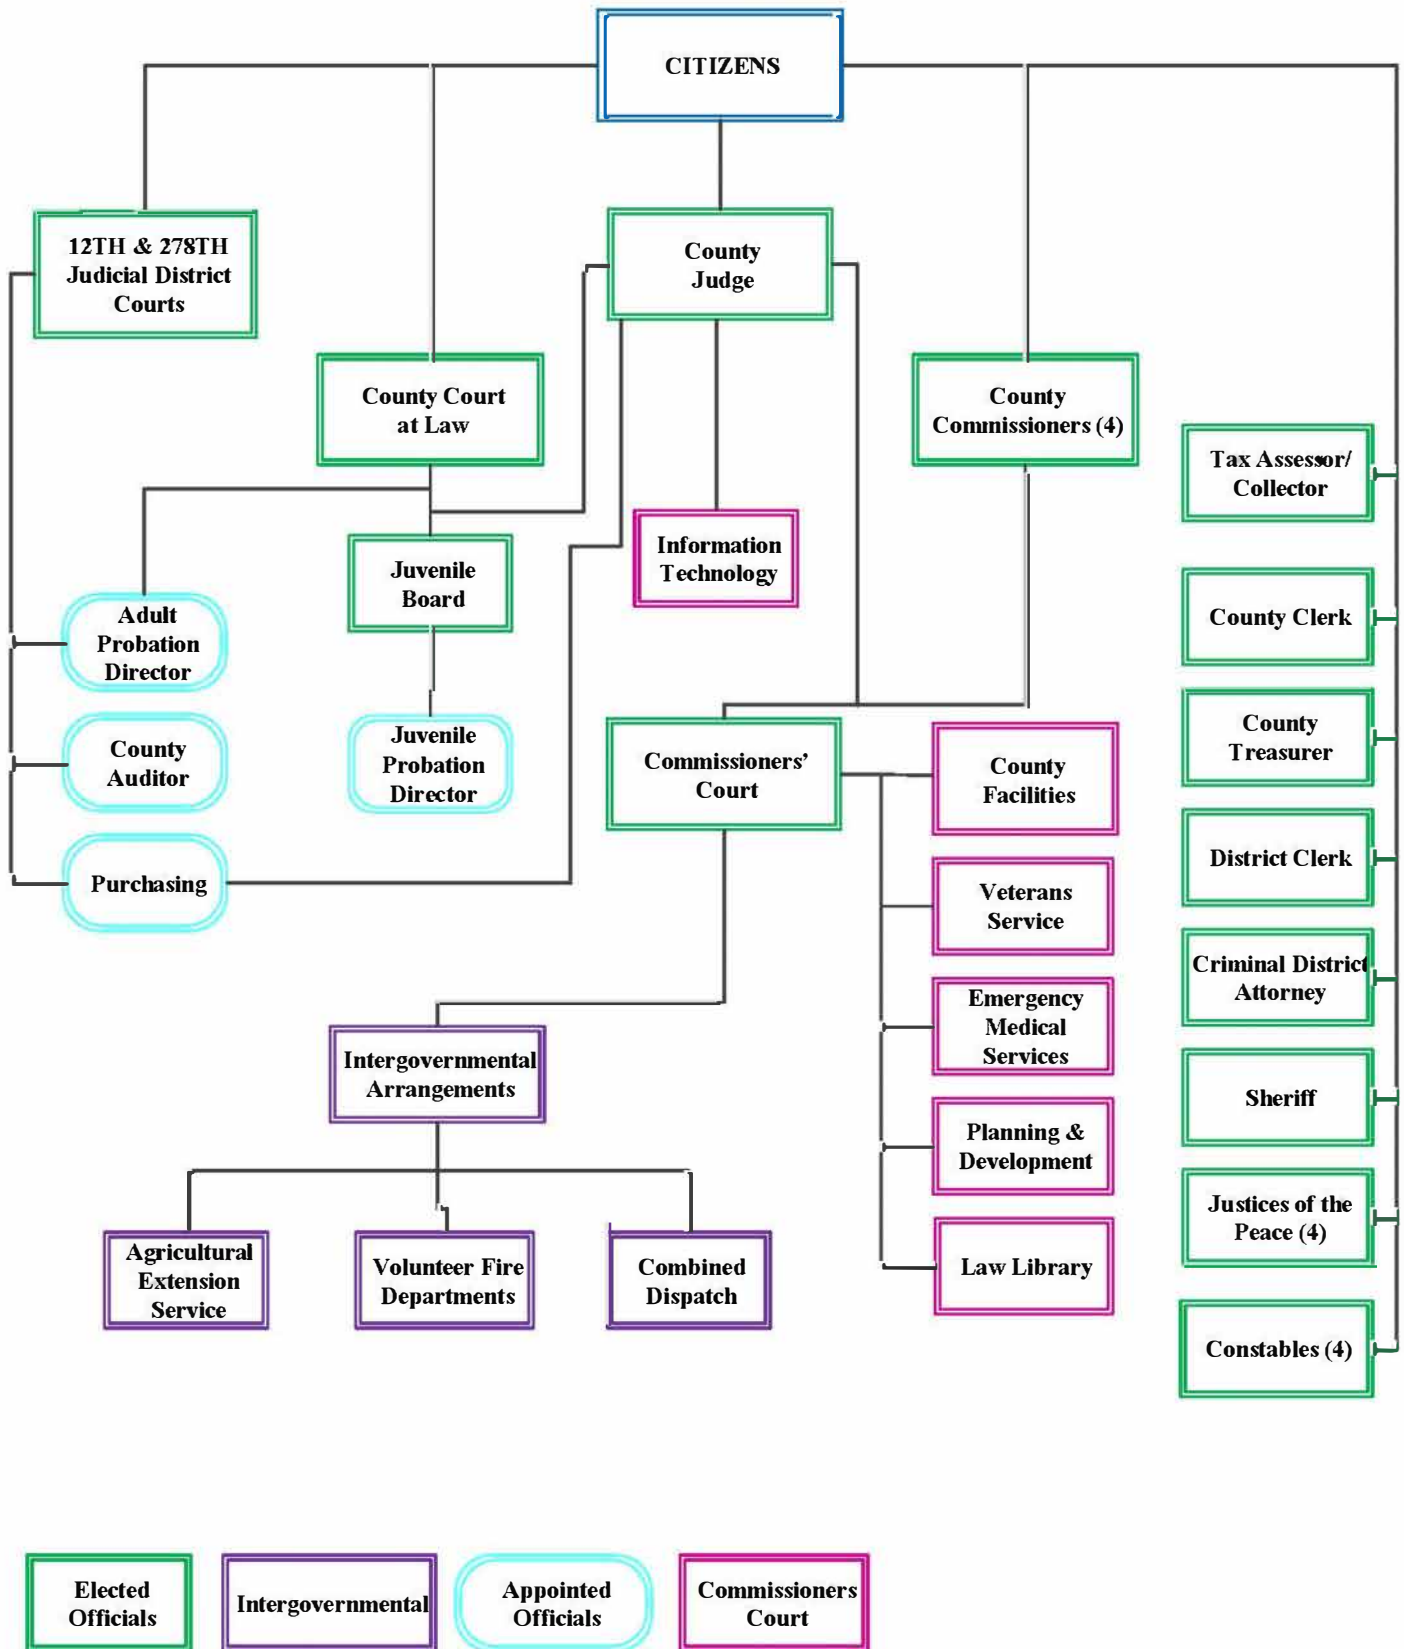 CITIZENS
12TH & 278TH
Judicial District
Courts
County
Judge
County Court
at Law
County
Commissioners (4)
Tax Assessor/
Collector
Information
Technology
Juvenile
Board
Adult
Probation
Director
County Clerk
County
Treasurer
County
Auditor
Juvenile
Probation
Director
Commissioners’
Court
County
Facilities
District Clerk
Purchasing
Veterans
Service
Criminal District
Attorney
Emergency
Medical
Services
Intergovernmental
Arrangements
Sheriff
Planning &
Development
Justices of the
Peace (4)
Agricultural
Extension
Service
Volunteer Fire
Departments
Combined
Dispatch
Law Library
Constables (4)
Elected
Officials
Intergovernmental
Appointed
Officials
Commissioners
Court